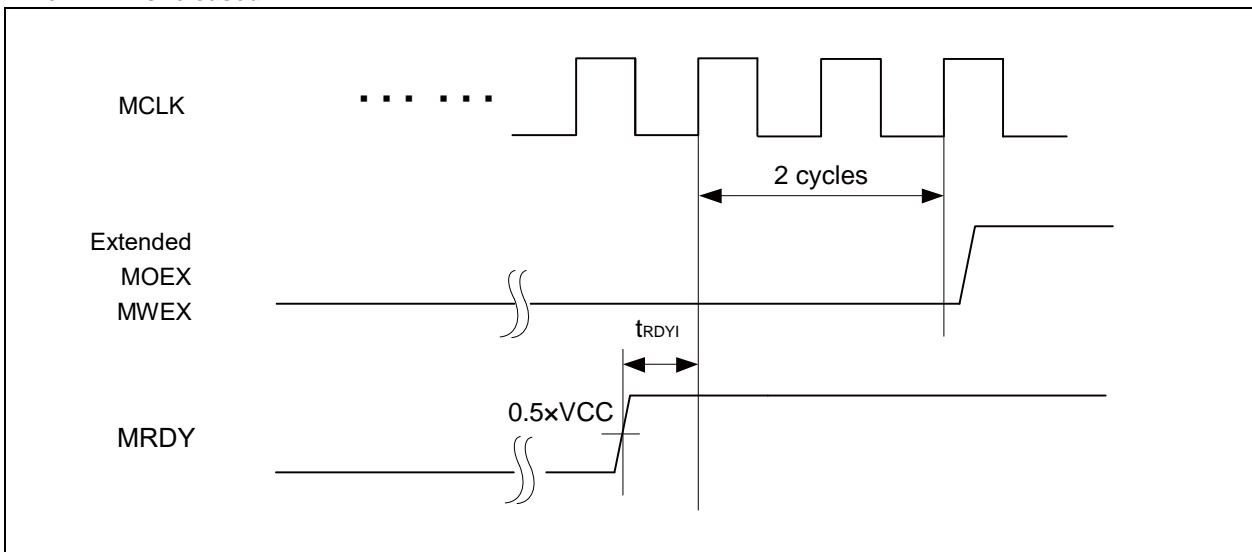 MCLK
2 cycles
Extended
MOEX
MWEX
tRDYI
0.5×VCC
MRDY